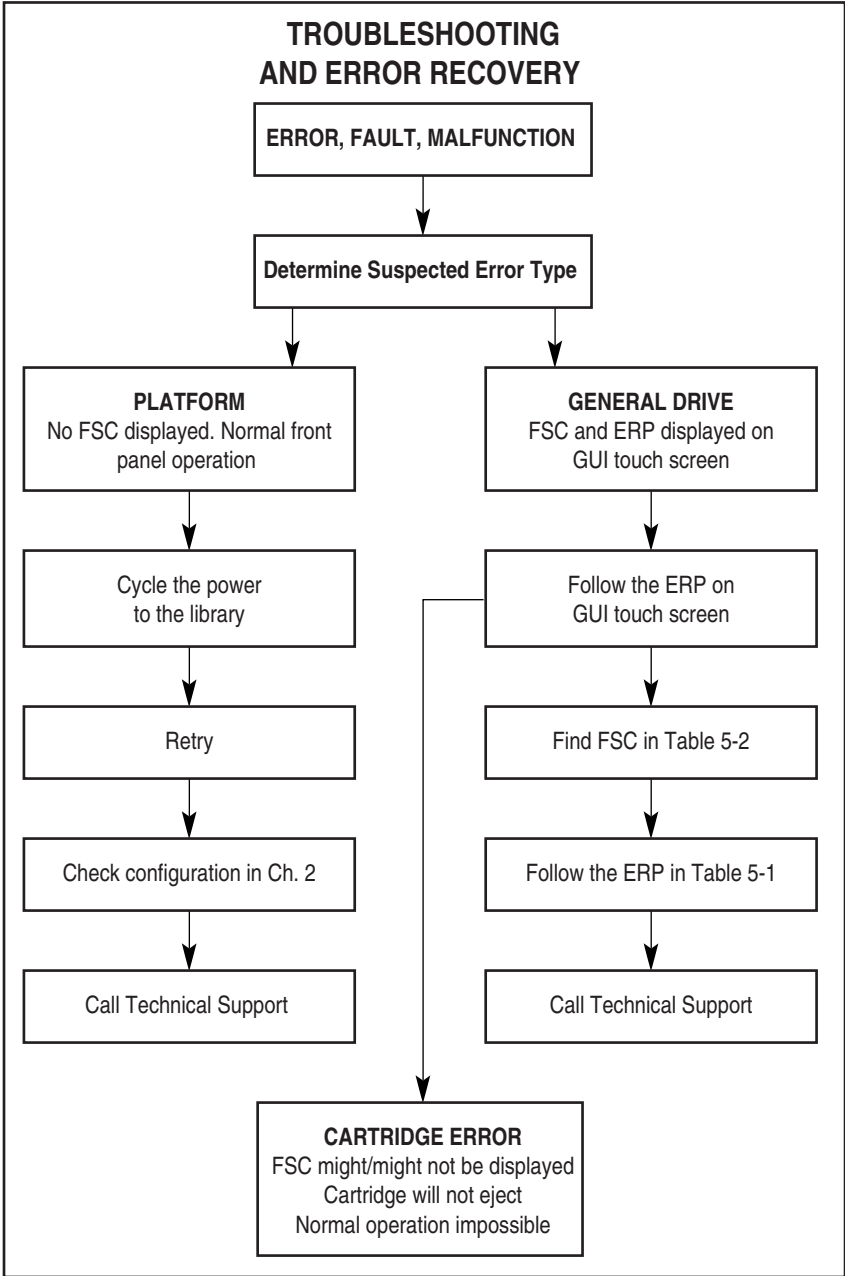 TROUBLESHOOTING
AND ERROR RECOVERY
ERROR, FAULT, MALFUNCTION
Determine Suspected Error Type
PLATFORM
No FSC displayed. Normal front
panel operation
Cycle the power
to the library
Retry
Check configuration in Ch. 2
Call Technical Support
GENERAL DRIVE
FSC and ERP displayed on
GUI touch screen
Follow the ERP on
GUI touch screen
Find FSC in Table 5-2
Follow the ERP in Table 5-1
Call Technical Support
CARTRIDGE ERROR
FSC might/might not be displayed
Cartridge will not eject
Normal operation impossible